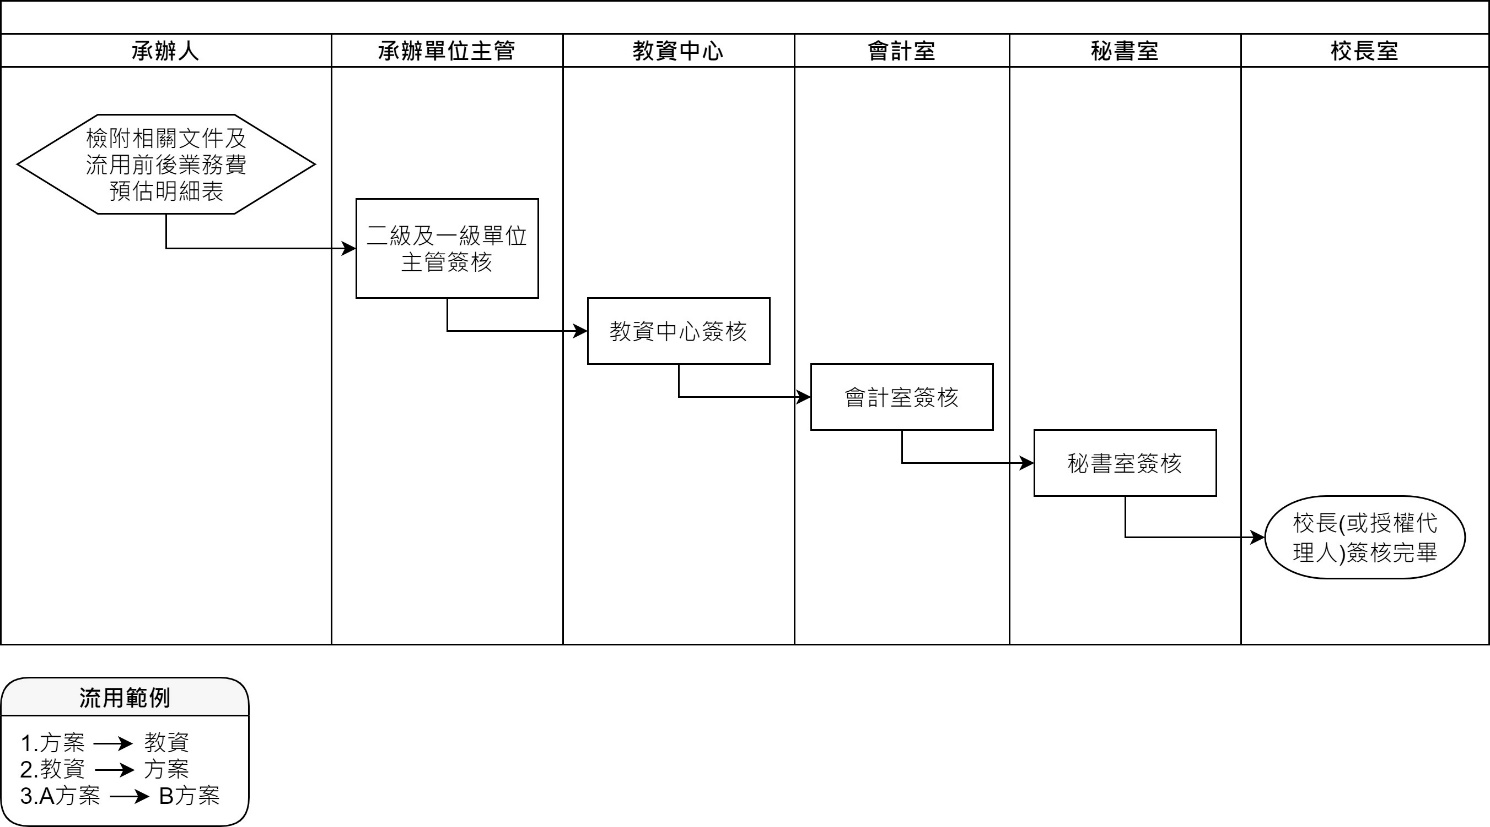 承辦人
承辦單位主管
教資中心
會計室
秘書室
校長室
檢附相關文件及
流用前後業務費
預估明細表
二級及一級單位
主管簽核
教資中心簽核
會計室簽核
秘書室簽核
校長(或授權代
理人)簽核完畢
流用範例
1.方案 → 教資
2.教資 → 方案
3.A方案 → B方案